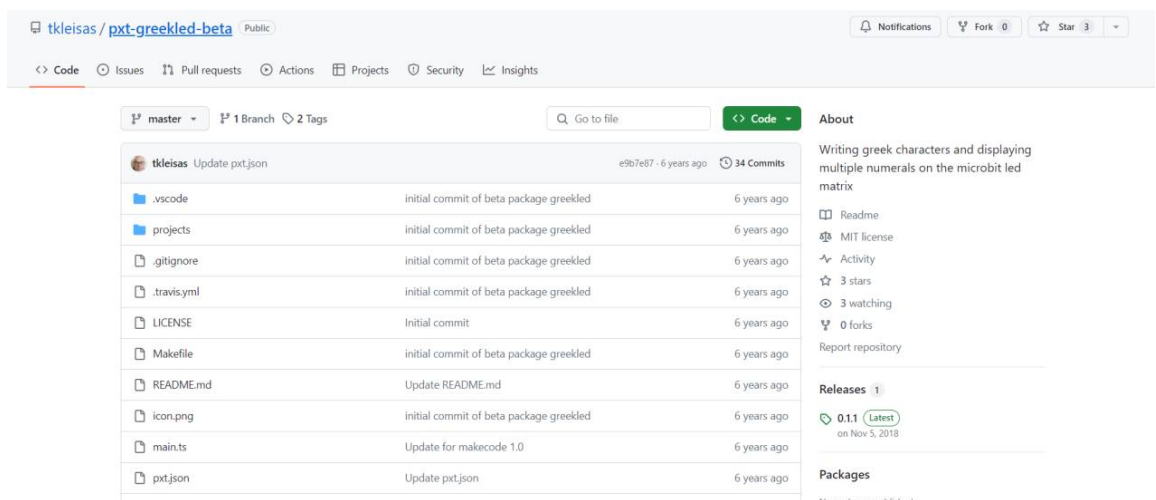 tkleisas / pxt-greekled-beta Public
Notifications Fork 0 Star 3
Code Issues Pull requests Actions Projects Security Insights
master 1 Branch 2 Tags Go to file Code
tkleisas Update pxt.json e9b7e87 · 6 years ago 34 Commits
.vscode initial commit of beta package greekled 6 years ago
projects initial commit of beta package greekled 6 years ago
.gitignore initial commit of beta package greekled 6 years ago
.travis.yml initial commit of beta package greekled 6 years ago
LICENSE Initial commit 6 years ago
Makefile initial commit of beta package greekled 6 years ago
README.md Update README.md 6 years ago
icon.png initial commit of beta package greekled 6 years ago
main.ts Update for makecode 1.0 6 years ago
pxt.json Update pxt.json 6 years ago
About
Writing greek characters and displaying
multiple numerals on the microbit led
matrix
Readme
MIT license
Activity
3 stars
3 watching
0 forks
Report repository
Releases 1
0.1.1 Latest
on Nov 5, 2018
Packages